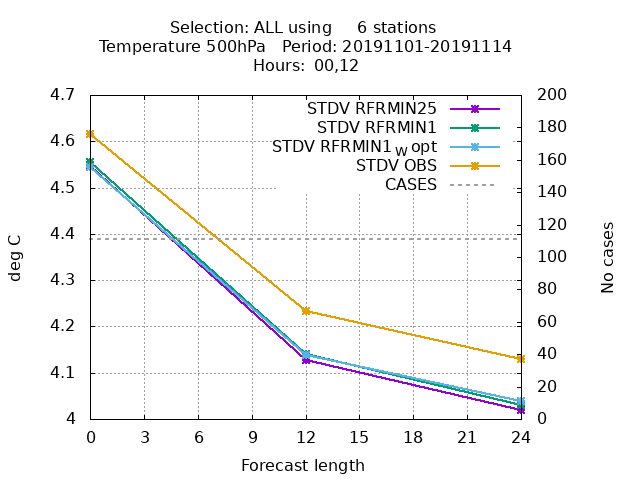 Selection: ALL using     6 stations
Temperature 500hPa   Period: 20191101-20191114
Hours:  00,12
4.7
4.6
4.5
4.4
4.3
4.2
4.1
4
deg C
200
180
160
140
120
100
80
60
40
20
0
No cases
STDV RFRMIN25
STDV RFRMIN1
STDV RFRMIN1w opt
STDV OBS
CASES
0 3 6 9 12 15 18 21 24
Forecast length